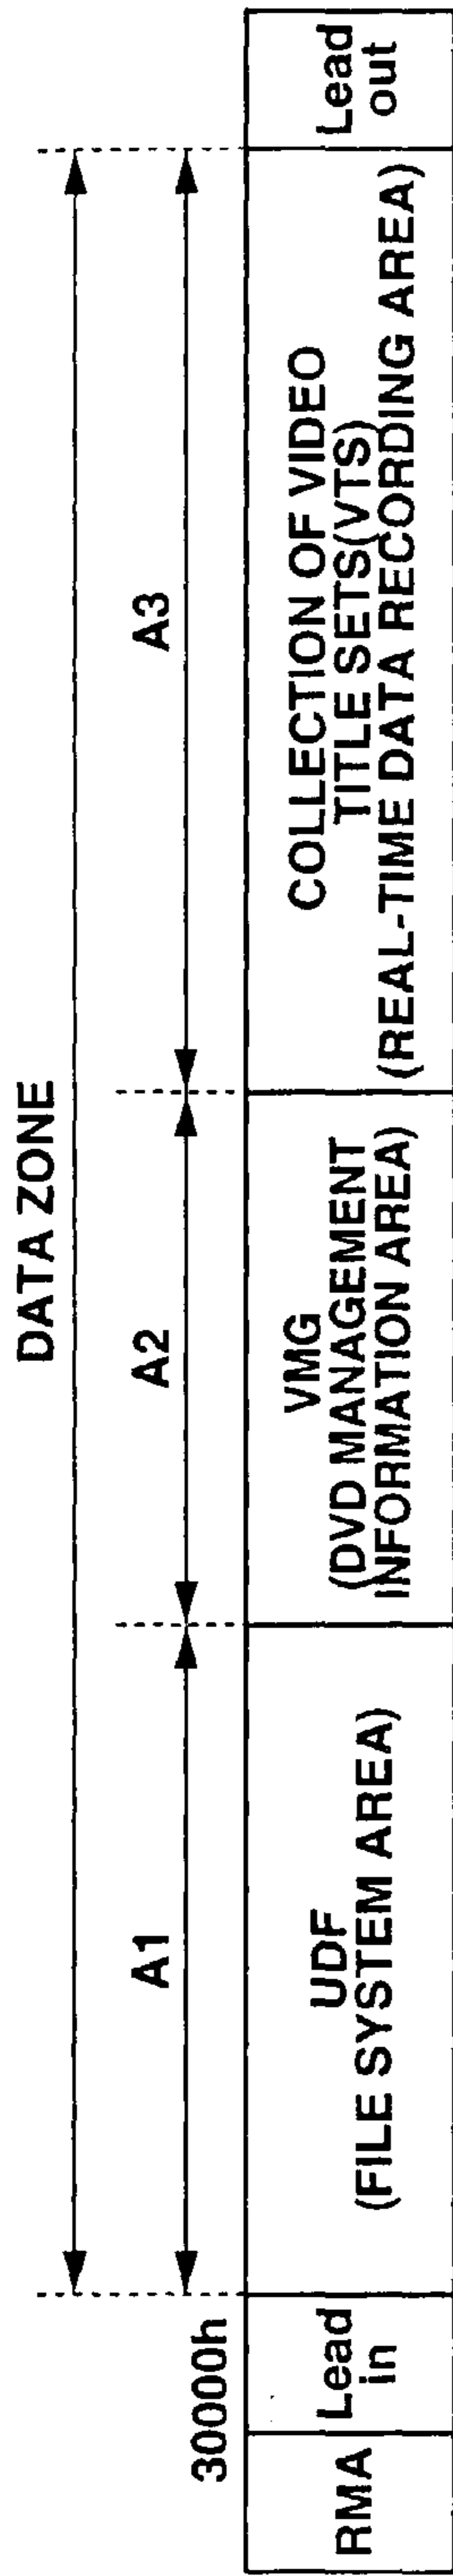 DATA ZONE
A1
A2
A3
30000h
RMA
Lead
in
UDF
(FILE SYSTEM AREA)
VMG
(DVD MANAGEMENT
INFORMATION AREA)
COLLECTION OF VIDEO
TITLE SETS(VTS)
(REAL-TIME DATA RECORDING AREA)
Lead
out